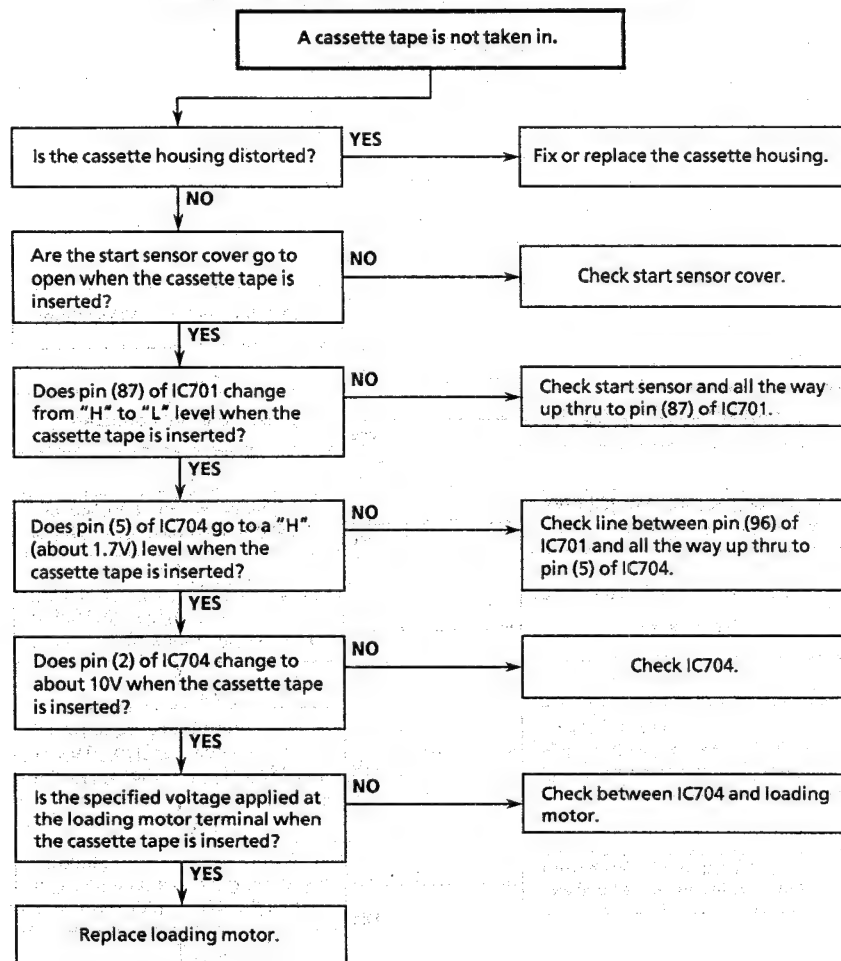 A cassette tape is not taken in.
Is the cassette housing distorted?
YES
Fix or replace the cassette housing.
NO
Are the start sensor cover go to
open when the cassette tape is
inserted?
NO
Check start sensor cover.
YES
Does pin (87) of IC701 change
from "H" to "L" level when the
cassette tape is inserted?
NO
Check start sensor and all the way
up thru to pin (87) of IC701.
YES
Does pin (5) of IC704 go to a "H"
(about 1.7V) level when the
cassette tape is inserted?
NO
Check line between pin (96) of
IC701 and all the way up thru to
pin (5) of IC704.
YES
Does pin (2) of IC704 change to
about 10V when the cassette tape
is inserted?
NO
Check IC704.
YES
Is the specified voltage applied at
the loading motor terminal when
the cassette tape is inserted?
NO
Check between IC704 and loading
motor.
YES
Replace loading motor.